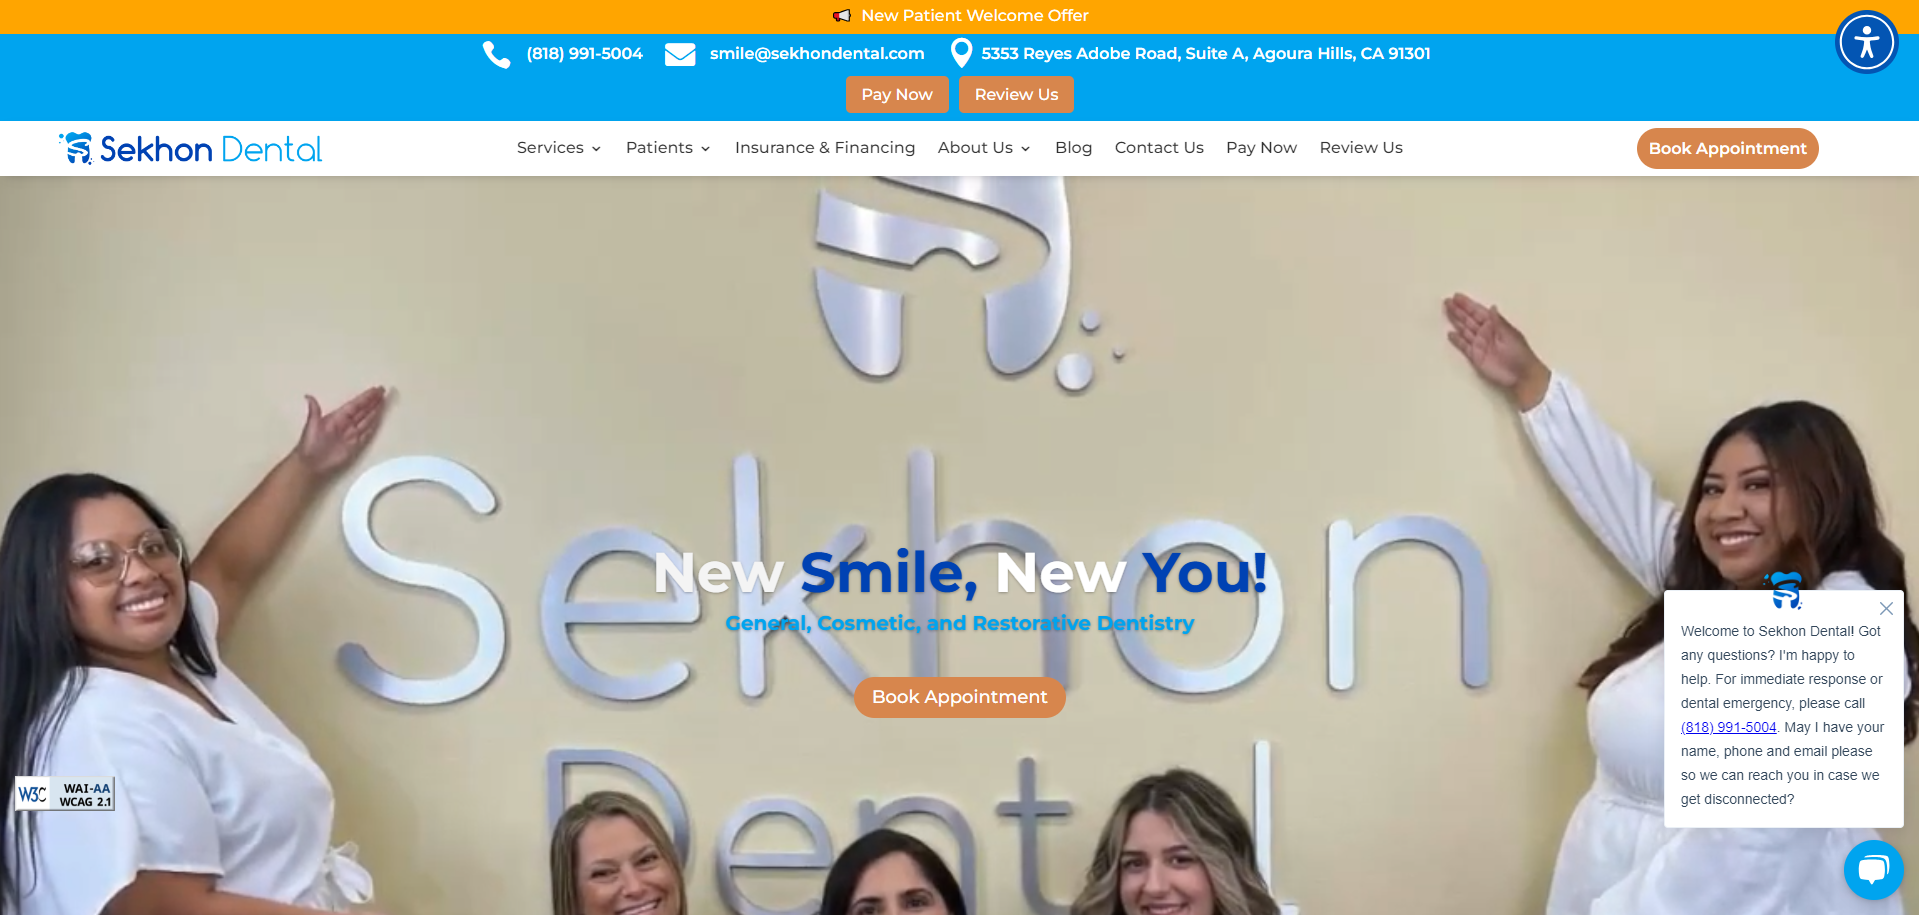 New Patient Welcome Offer
(818) 991-5004 smile@sekhondental.com 5353 Reyes Adobe Road, Suite A, Agoura Hills, CA 91301
Pay Now Review Us
Sekhon Dental Services Patients Insurance & Financing About Us Blog Contact Us Pay Now Review Us Book Appointment
Sekhon
New Smile, New You!
General, Cosmetic, and Restorative Dentistry
Book Appointment
Dental
W3C WAI-AA
WCAG 2.1
Welcome to Sekhon Dental! Got
any questions? I'm happy to
help. For immediate response or
dental emergency, please call
(818) 991-5004. May I have your
name, phone and email please
so we can reach you in case we
get disconnected?